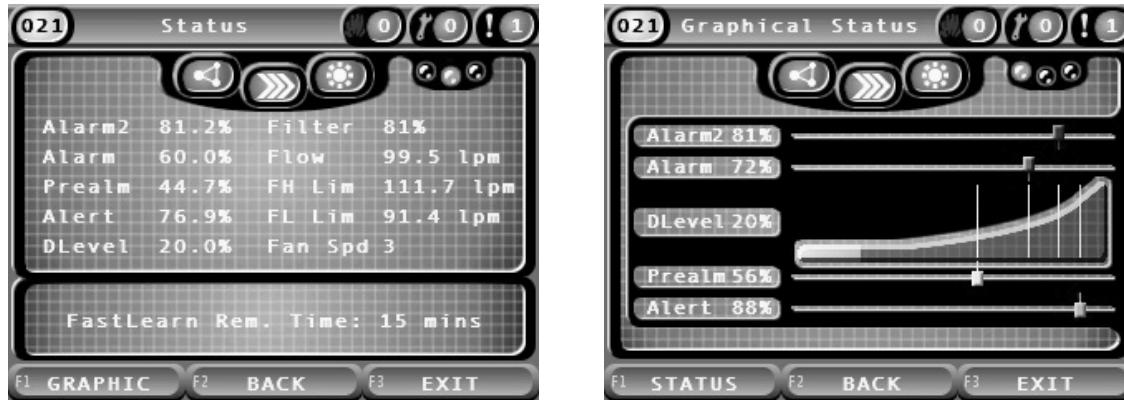 021 Status 0 0 ! 1
Alarm2 81.2% Filter 81%
Alarm 60.0% Flow 99.5 lpm
Prealm 44.7% FH Lim 111.7 lpm
Alert 76.9% FL Lim 91.4 lpm
DLevel 20.0% Fan Spd 3
FastLearn Rem. Time: 15 mins
F1 GRAPHIC F2 BACK F3 EXIT
021 Graphical Status 0 0 ! 1
Alarm2 81%
Alarm 72%
DLevel 20%
Prealm 56%
Alert 88%
F1 STATUS F2 BACK F3 EXIT